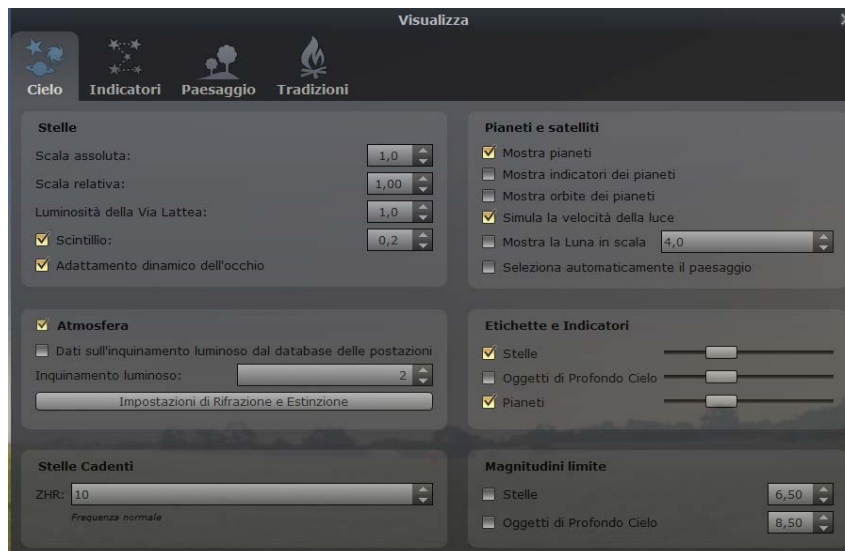 Visualizza
Cielo Indicatori Paesaggio Tradizioni
Stelle
Scala assoluta: 1,0
Scala relativa: 1,00
Luminosità della Via Lattea: 1,0
Scintillio: 0,2
Adattamento dinamico dell'occhio
Pianeti e satelliti
Mostra pianeti
Mostra indicatori dei pianeti
Mostra orbite dei pianeti
Simula la velocità della luce
Mostra la Luna in scala 4,0
Seleziona automaticamente il paesaggio
Atmosfera
Dati sull'inquinamento luminoso dal database delle postazioni
Inquinamento luminoso: 2
Impostazioni di Rifrazione e Estinzione
Etichette e Indicatori
Stelle
Oggetti di Profondo Cielo
Pianeti
Stelle Cadenti
ZHR: 10
Frequenza normale
Magnitudini limite
Stelle 6,50
Oggetti di Profondo Cielo 8,50